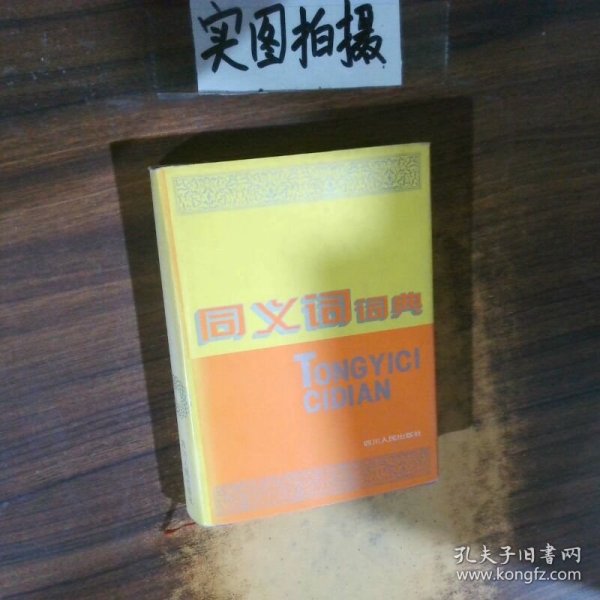 实图拍摄
同义词词典
TONGYICI
CIDIAN
四川人民出版社
孔夫子旧书网
www.kongfz.com